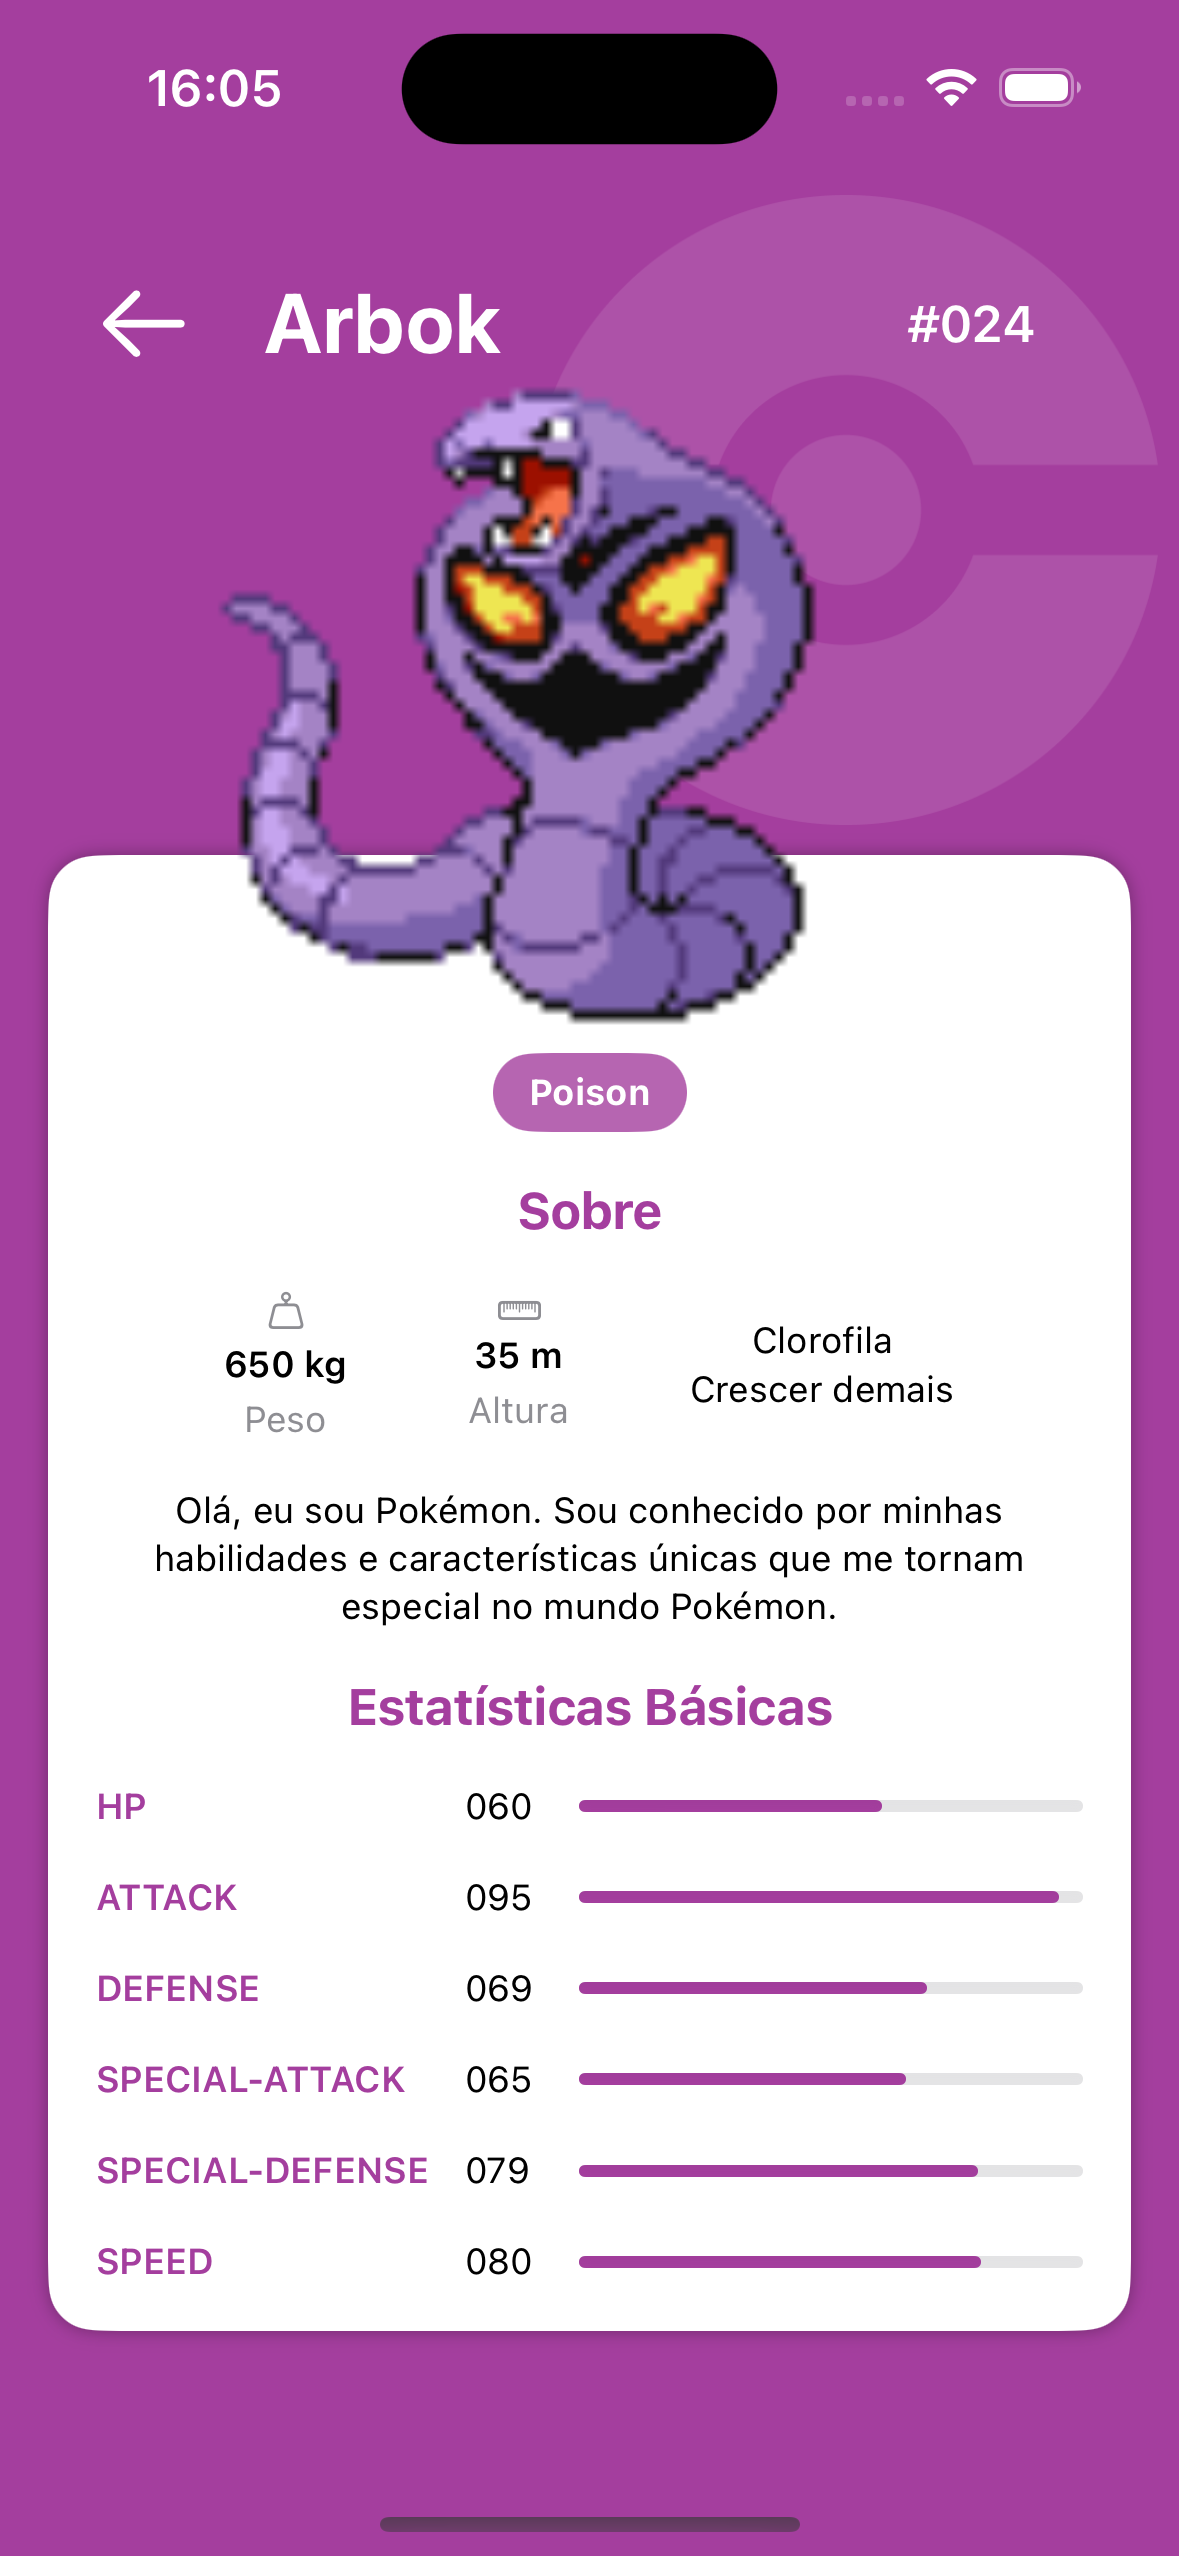 16:05
Arbok
#024
Poison
Sobre
650 kg
Peso
35 m
Altura
Clorofila
Crescer demais
Olá, eu sou Pokémon. Sou conhecido por minhas
habilidades e características únicas que me tornam
especial no mundo Pokémon.
Estatísticas Básicas
HP 060
ATTACK 095
DEFENSE 069
SPECIAL-ATTACK 065
SPECIAL-DEFENSE 079
SPEED 080